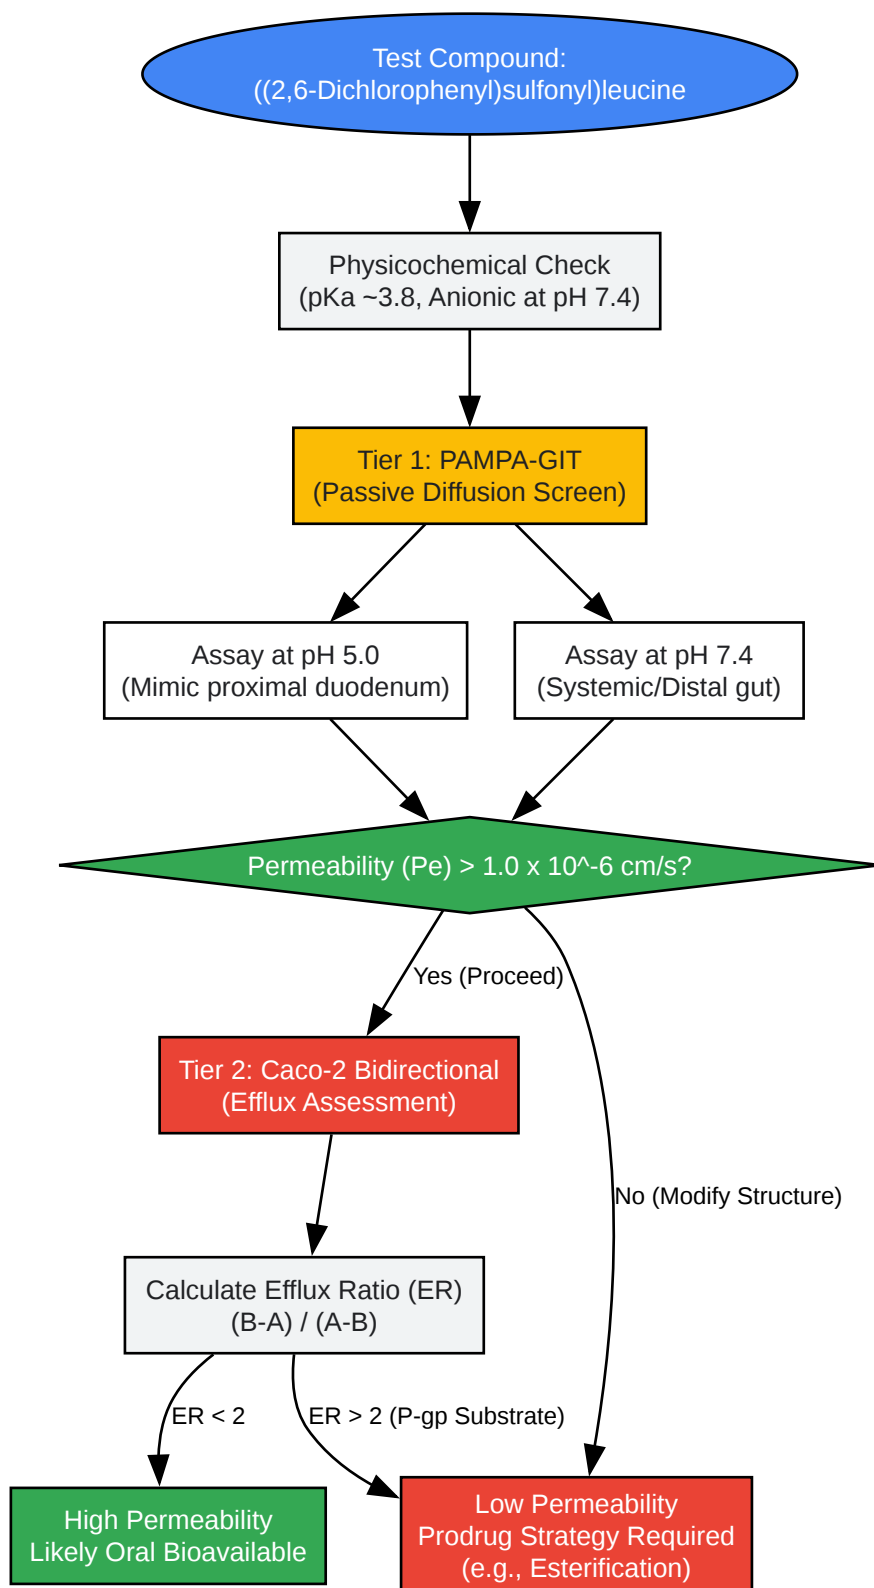 Test Compound:
((2,6-Dichlorophenyl)sulfonyl)leucine
Physicochemical Check
(pKa ~3.8, Anionic at pH 7.4)
Tier 1: PAMPA-GIT
(Passive Diffusion Screen)
Assay at pH 5.0
(Mimic proximal duodenum)
Assay at pH 7.4
(Systemic/Distal gut)
Permeability (Pe) > 1.0 x 10^-6 cm/s?
Yes (Proceed)
Tier 2: Caco-2 Bidirectional
(Efflux Assessment)
No (Modify Structure)
Calculate Efflux Ratio (ER)
(B-A) / (A-B)
ER < 2
ER > 2 (P-gp Substrate)
High Permeability
Likely Oral Bioavailable
Low Permeability
Prodrug Strategy Required
(e.g., Esterification)